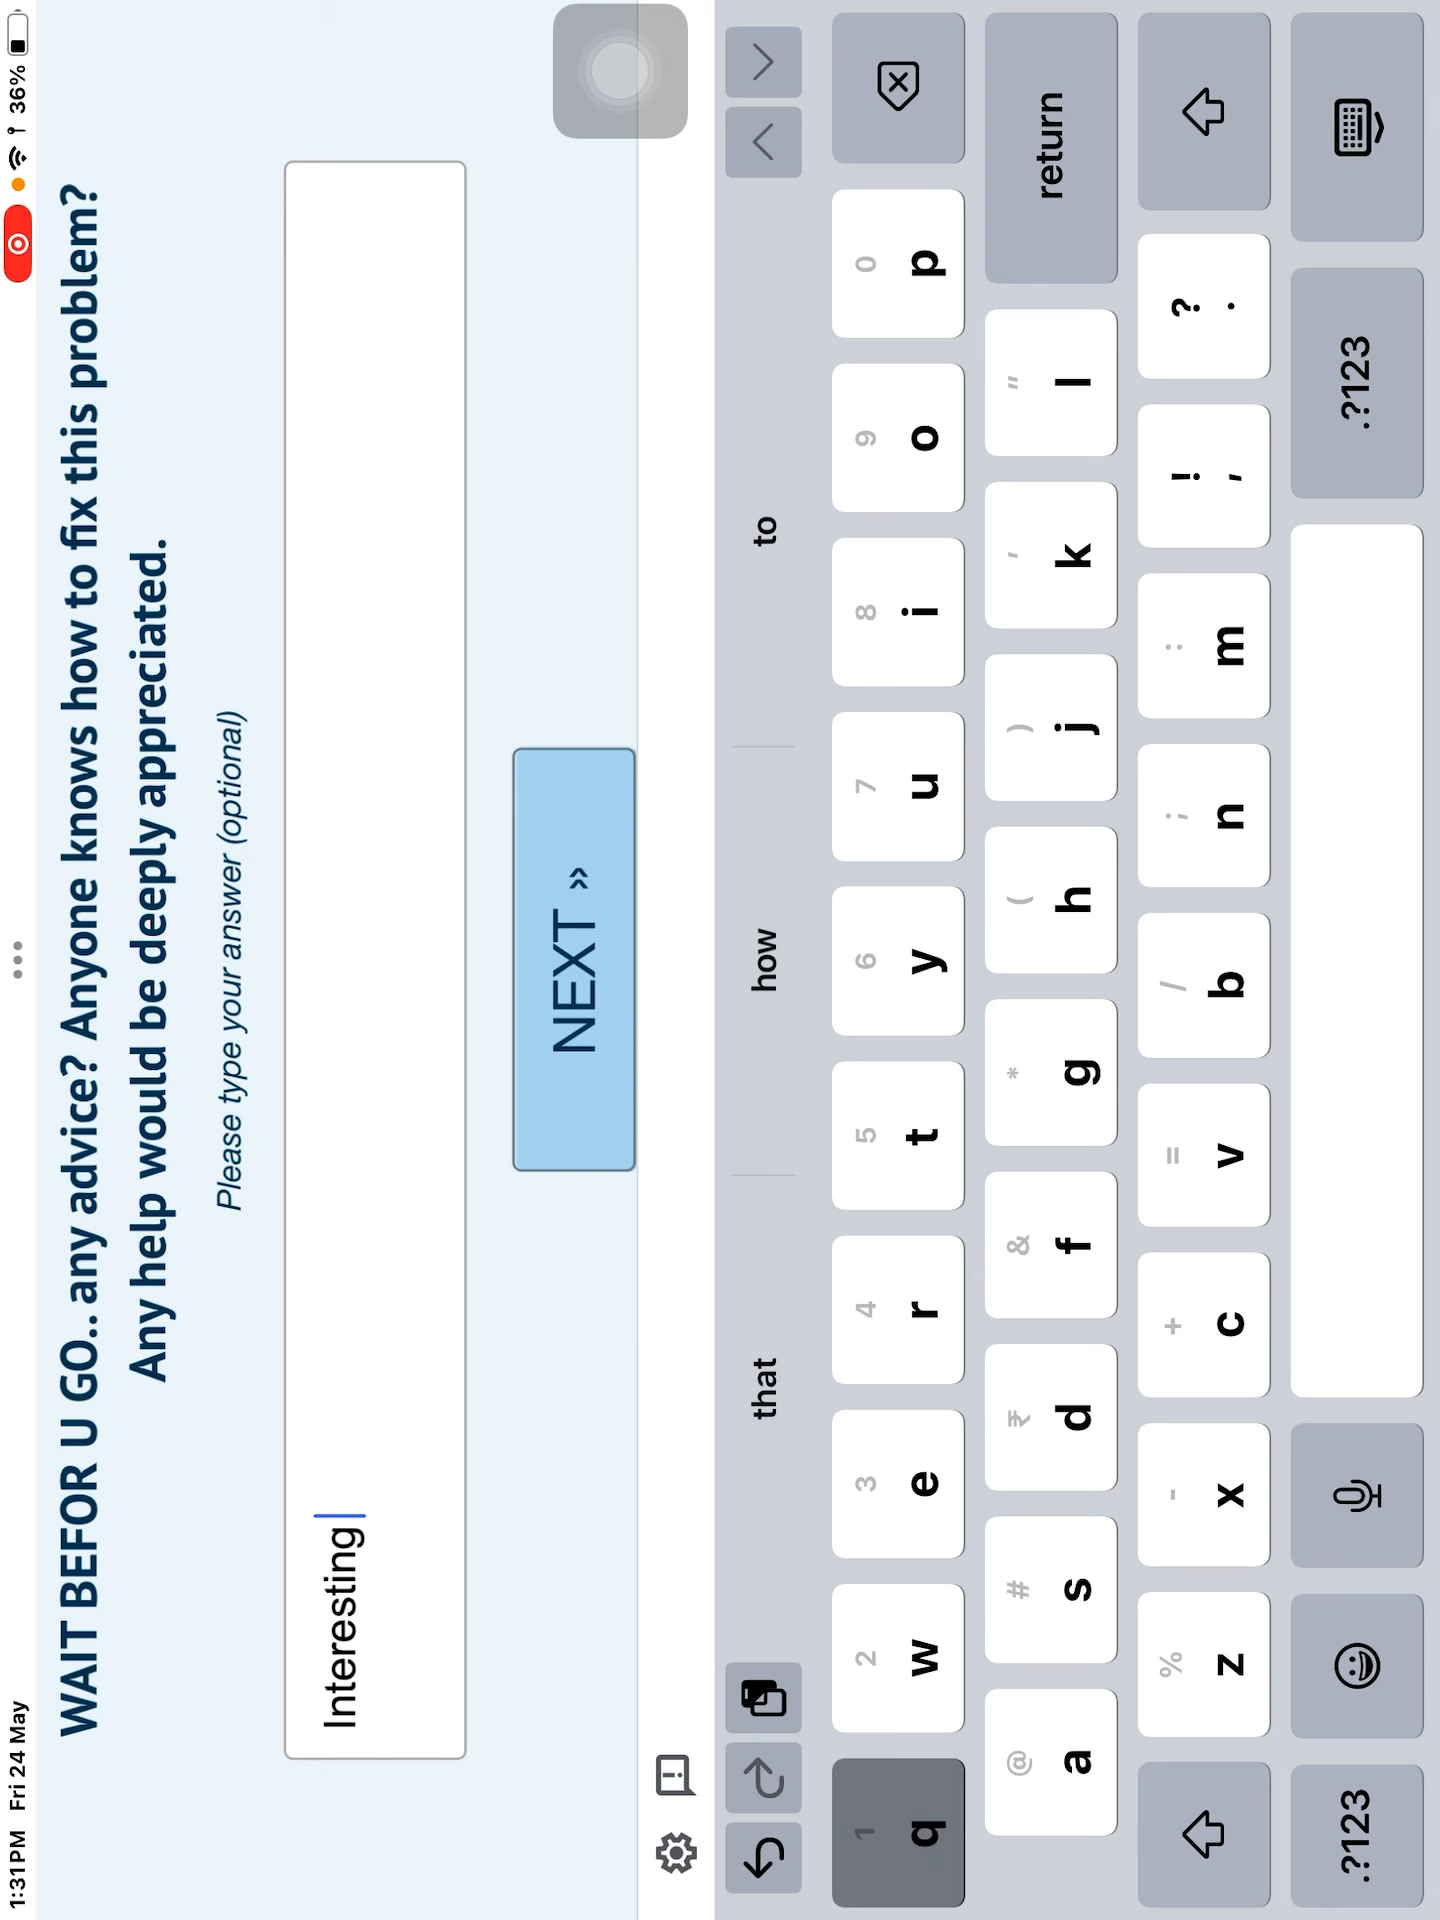 1:31 PM Fri 24 May
36%
WAIT BEFOR U GO.. any advice? Anyone knows how to fix this problem?
Any help would be deeply appreciated.
Please type your answer (optional)
Interesting
NEXT »
that how to
1 2 3 4 5 6 7 8 9 0
q w e r t y u i o p
@ # ₹ & * ( ) ' "
a s d f g h j k l return
% - + = / ; : ! ?
z x c v b n m , .
.?123 .?123